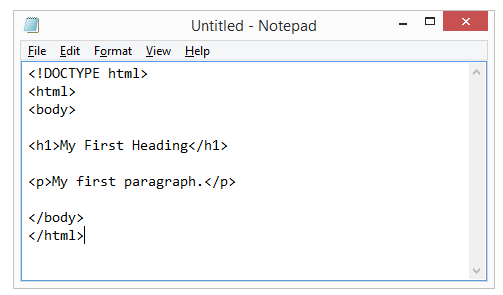 Untitled - Notepad
File Edit Format View Help
<!DOCTYPE html>
<html>
<body>
<h1>My First Heading</h1>
<p>My first paragraph.</p>
</body>
</html>